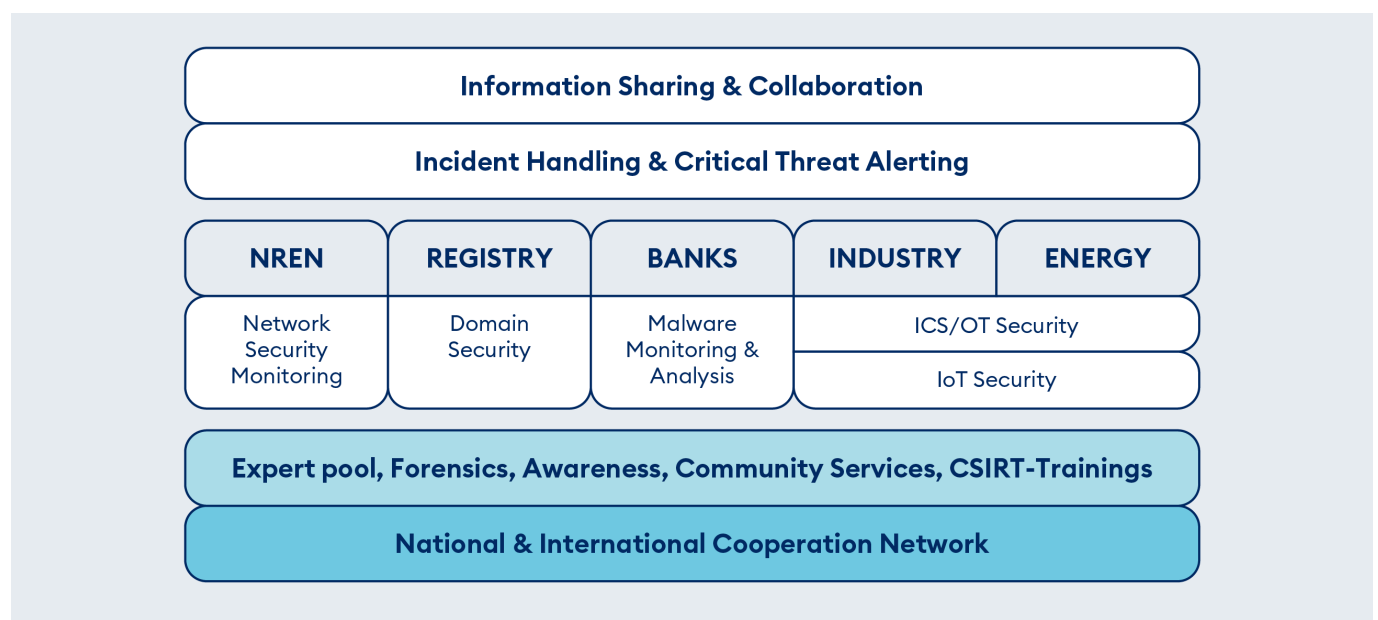 Information Sharing & Collaboration
Incident Handling & Critical Threat Alerting
NREN
REGISTRY
BANKS
INDUSTRY
ENERGY
Network
Security
Monitoring
Domain
Security
Malware
Monitoring &
Analysis
ICS/OT Security
IoT Security
Expert pool, Forensics, Awareness, Community Services, CSIRT-Trainings
National & International Cooperation Network